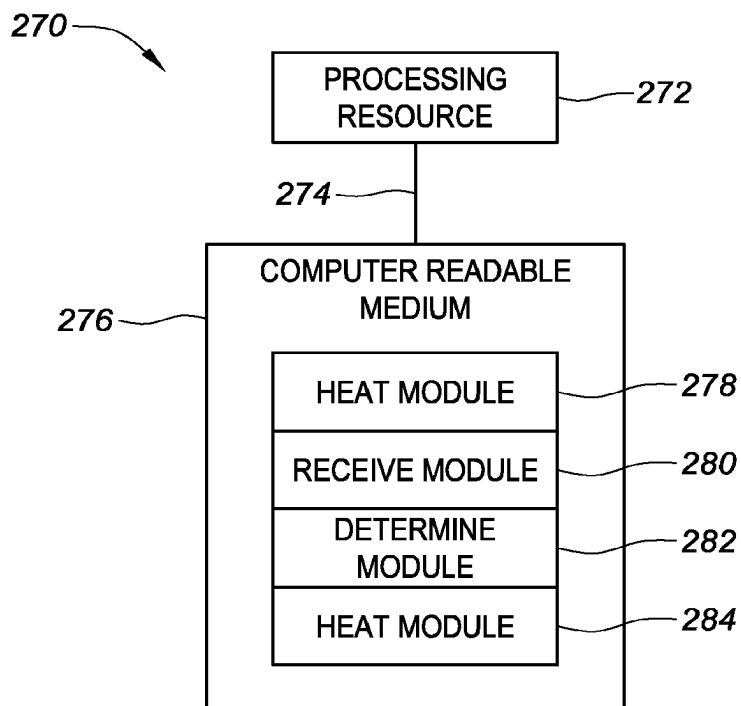 270
PROCESSING
RESOURCE
272
274
COMPUTER READABLE
MEDIUM
276
HEAT MODULE
278
RECEIVE MODULE
280
DETERMINE
MODULE
282
HEAT MODULE
284